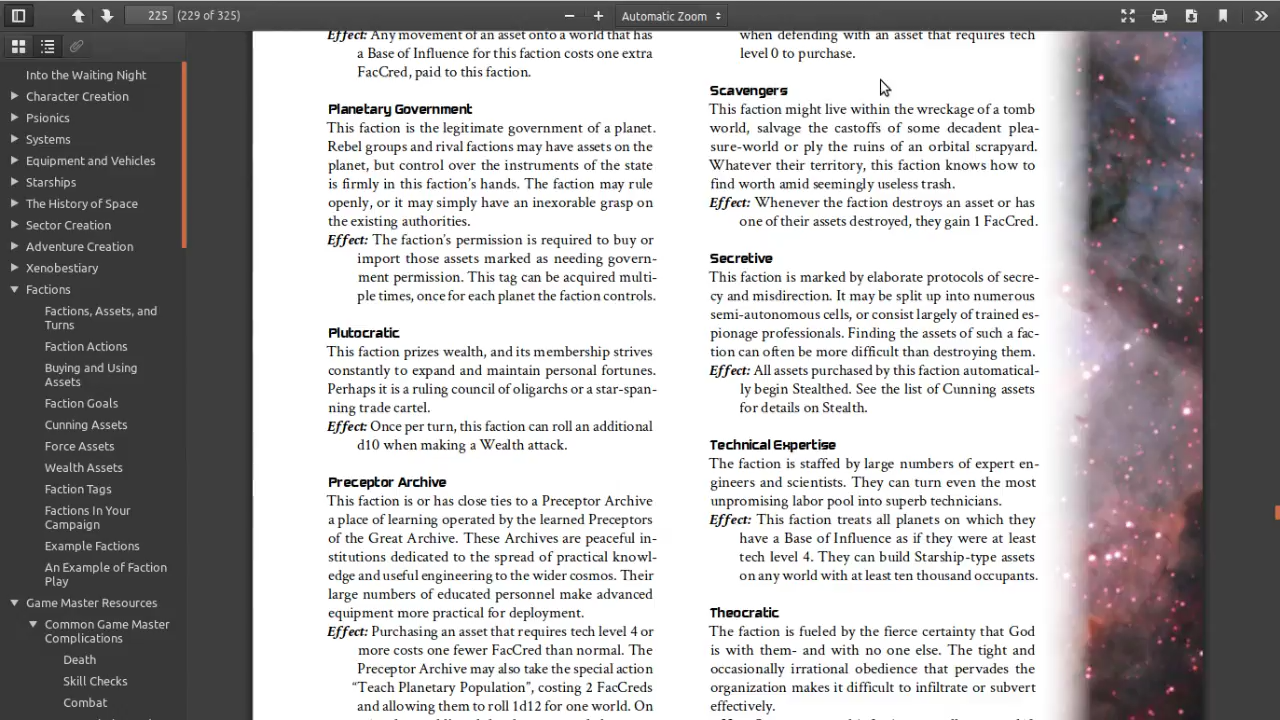 225
(229 of 325)
Automatic Zoom
Into the Waiting Night
Character Creation
Psionics
Systems
Equipment and Vehicles
Starships
The History of Space
Sector Creation
Adventure Creation
Xenobestiary
Factions
Factions, Assets, and
Turns
Faction Actions
Buying and Using
Assets
Faction Goals
Cunning Assets
Force Assets
Wealth Assets
Faction Tags
Factions In Your
Campaign
Example Factions
An Example of Faction
Play
Game Master Resources
Common Game Master
Complications
Death
Skill Checks
Combat
Effect: Any movement of an asset onto a world that has
a Base of Influence for this faction costs one extra
FacCred, paid to this faction.
Planetary Government
This faction is the legitimate government of a planet.
Rebel groups and rival factions may have assets on the
planet, but control over the instruments of the state
is firmly in this faction's hands. The faction may rule
openly, or it may simply have an inexorable grasp on
the existing authorities.
Effect: The faction's permission is required to buy or
import those assets marked as needing govern-
ment permission. This tag can be acquired multi-
ple times, once for each planet the faction controls.
Plutocratic
This faction prizes wealth, and its membership strives
constantly to expand and maintain personal fortunes.
Perhaps it is a ruling council of oligarchs or a star-span-
ning trade cartel.
Effect: Once per turn, this faction can roll an additional
d10 when making a Wealth attack.
Preceptor Archive
This faction is or has close ties to a Preceptor Archive
a place of learning operated by the learned Preceptors
of the Great Archive. These Archives are peaceful in-
stitutions dedicated to the spread of practical knowl-
edge and useful engineering to the wider cosmos. Their
large numbers of educated personnel make advanced
equipment more practical for deployment.
Effect: Purchasing an asset that requires tech level 4 or
more costs one fewer FacCred than normal. The
Preceptor Archive may also take the special action
“Teach Planetary Population”, costing 2 FacCreds
and allowing them to roll 1d12 for one world. On
when defending with an asset that requires tech
level 0 to purchase.
Scavengers
This faction might live within the wreckage of a tomb
world, salvage the castoffs of some decadent plea-
sure-world or ply the ruins of an orbital scrapyard.
Whatever their territory, this faction knows how to
find worth amid seemingly useless trash.
Effect: Whenever the faction destroys an asset or has
one of their assets destroyed, they gain 1 FacCred.
Secretive
This faction is marked by elaborate protocols of secre-
cy and misdirection. It may be split up into numerous
semi-autonomous cells, or consist largely of trained es-
pionage professionals. Finding the assets of such a fac-
tion can often be more difficult than destroying them.
Effect: All assets purchased by this faction automatical-
ly begin Stealthed. See the list of Cunning assets
for details on Stealth.
Technical Expertise
The faction is staffed by large numbers of expert en-
gineers and scientists. They can turn even the most
unpromising labor pool into superb technicians.
Effect: This faction treats all planets on which they
have a Base of Influence as if they were at least
tech level 4. They can build Starship-type assets
on any world with at least ten thousand occupants.
Theocratic
The faction is fueled by the fierce certainty that God
is with them- and with no one else. The tight and
occasionally irrational obedience that pervades the
organization makes it difficult to infiltrate or subvert
effectively.